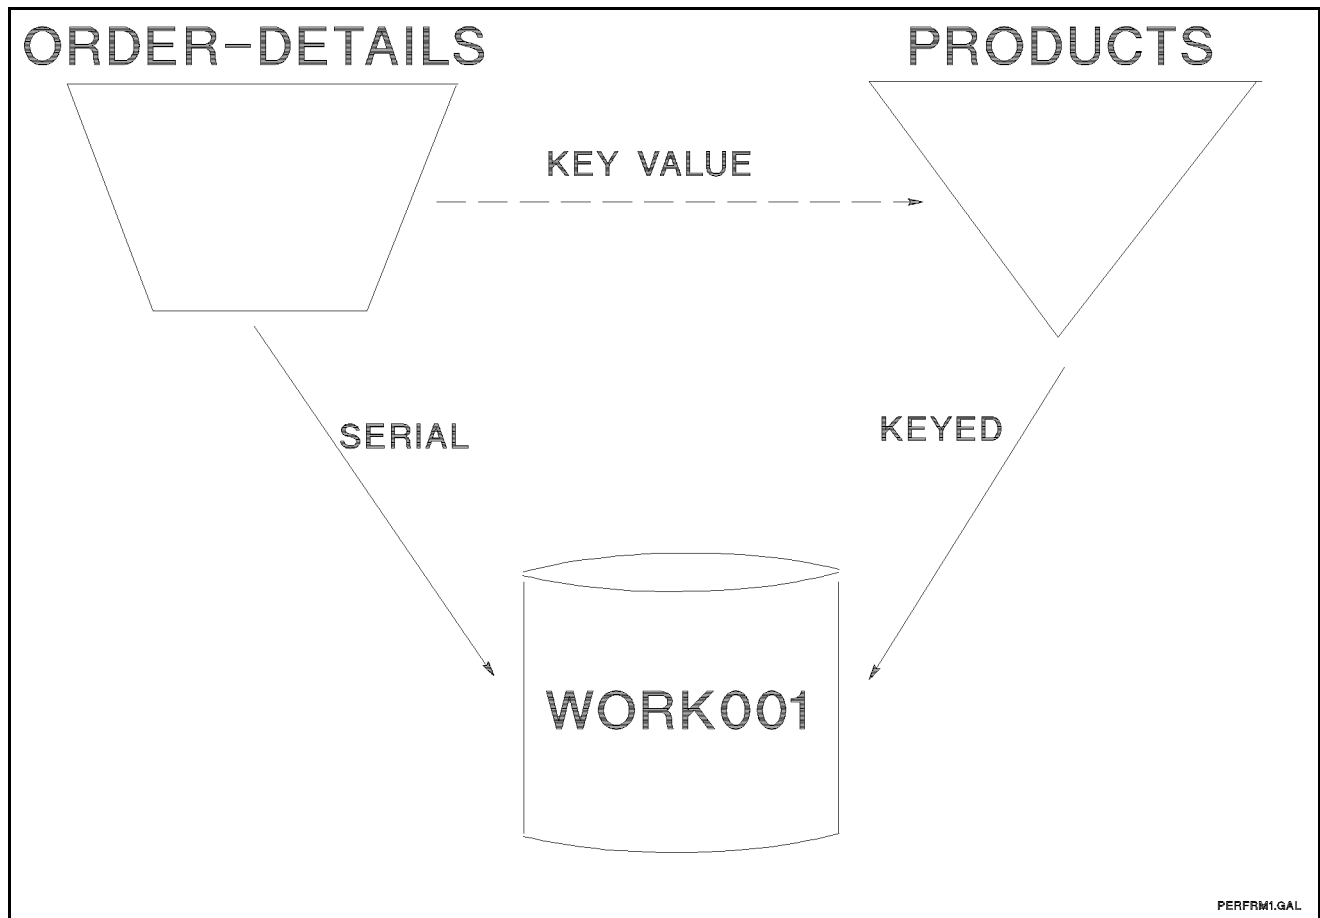 ORDER-DETAILS
PRODUCTS
KEY VALUE
SERIAL
KEYED
WORK001
PERFRM1.GAL